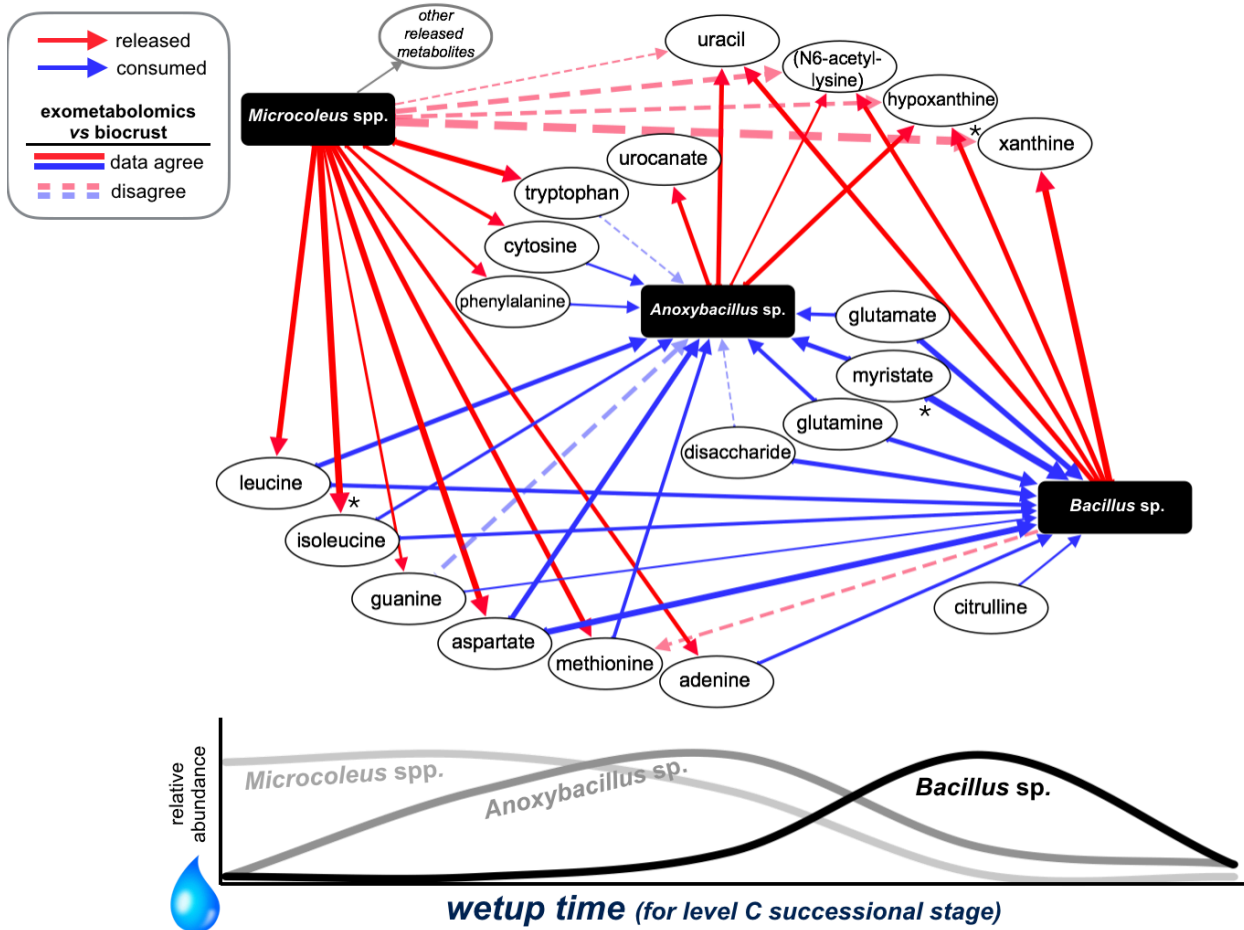 released
consumed
exometabolomics
vs biocrust
data agree
disagree
other
released
metabolites
Microcoleus spp.
uracil
(N6-acetyl-
lysine)
hypoxanthine
*
xanthine
urocanate
tryptophan
cytosine
phenylalanine
Anoxybacillus sp.
glutamate
myristate
*
glutamine
disaccharide
leucine
*
isoleucine
Bacillus sp.
guanine
citrulline
aspartate
methionine
adenine
relative
abundance
Microcoleus spp.
Anoxybacillus sp.
Bacillus sp.
wetup time (for level C successional stage)